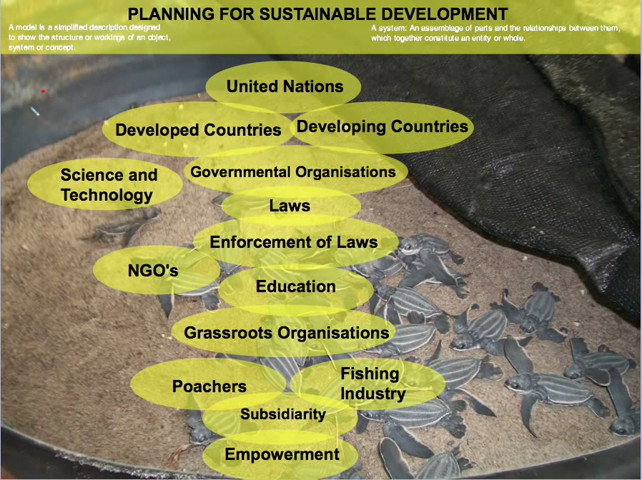 PLANNING FOR SUSTAINABLE DEVELOPMENT
A model is a simplified description designed
to show the structure or workings of an object,
system or concept.
A system: An assemblage of parts and the relationships between them,
which together constitute an entity or whole.
United Nations
Developed Countries
Developing Countries
Science and
Technology
Governmental Organisations
Laws
Enforcement of Laws
NGO's
Education
Grassroots Organisations
Poachers
Fishing
Industry
Subsidiarity
Empowerment